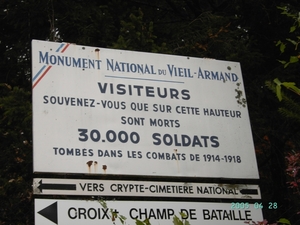 MONUMENT NATIONAL DU VIEIL-ARMAND
VISITEURS
SOUVENEZ-VOUS QUE SUR CETTE HAUTEUR
SONT MORTS
30.000 SOLDATS
TOMBES DANS LES COMBATS DE 1914-1918
VERS CRYPTE-CIMETIERE NATIONAL
CROIX, CHAMP DE BATAILLE
2005.04.28